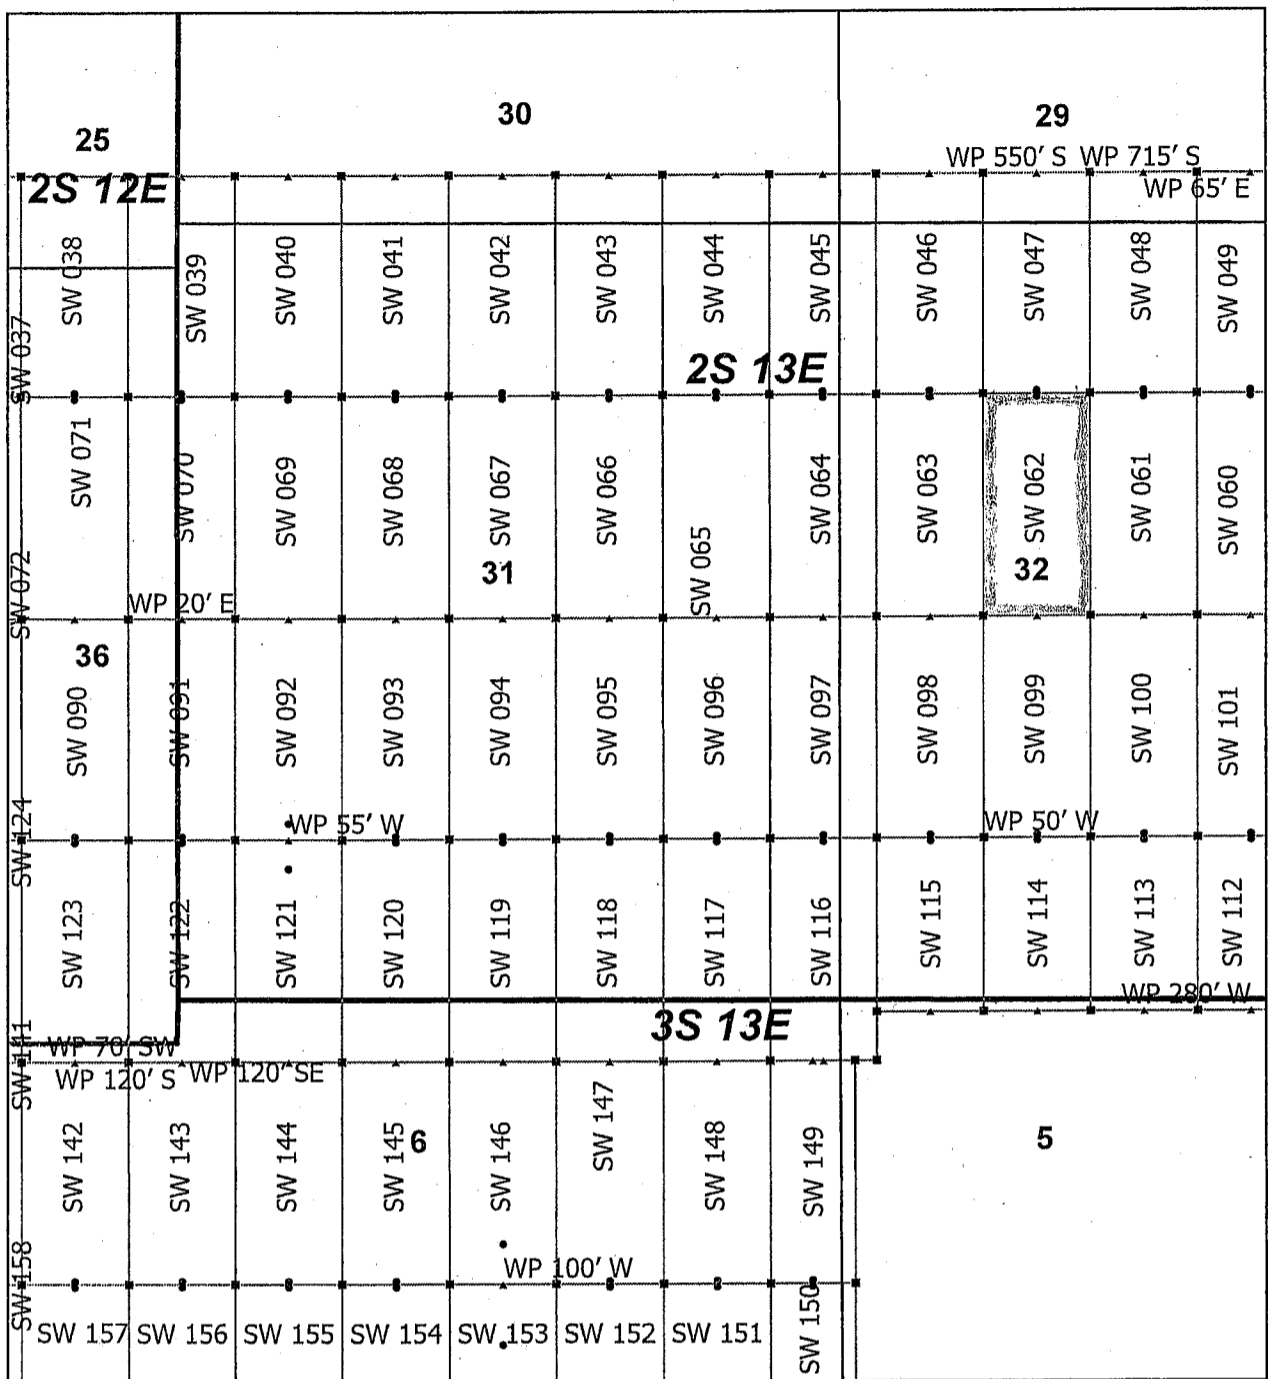 30
29
25
WP 550' S WP 715' S
2S 12E
WP 65' E
SW 037
SW 038
SW 039
SW 040
SW 041
SW 042
SW 043
SW 044
SW 045
SW 046
SW 047
SW 048
SW 049
2S 13E
SW 072
SW 071
SW 070
SW 069
SW 068
SW 067
SW 066
SW 065
SW 064
SW 063
SW 062
SW 061
SW 060
31
32
WP 20' E
36
SW 124
SW 090
SW 091
SW 092
SW 093
SW 094
SW 095
SW 096
SW 097
SW 098
SW 099
SW 100
SW 101
WP 55' W
WP 50' W
SW 123
SW 122
SW 121
SW 120
SW 119
SW 118
SW 117
SW 116
SW 115
SW 114
SW 113
SW 112
WP 280' W
3S 13E
SW 141
WP 70' SW
WP 120' S
WP 120' SE
SW 142
SW 143
SW 144
SW 145
6
SW 146
SW 147
SW 148
SW 149
5
WP 100' W
SW 158
SW 157
SW 156
SW 155
SW 154
SW 153
SW 152
SW 151
SW 150